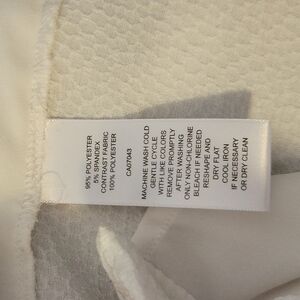 95% POLYESTER
5% SPANDEX
CONTRAST FABRIC
100% POLYESTER
CA07043
MACHINE WASH COLD
GENTLE CYCLE
WITH LIKE COLORS
REMOVE PROMPTLY
AFTER WASHING
ONLY NON-CHLORINE
BLEACH IF NEEDED
RESHAPE AND
DRY FLAT
COOL IRON
IF NECESSARY
OR DRY CLEAN